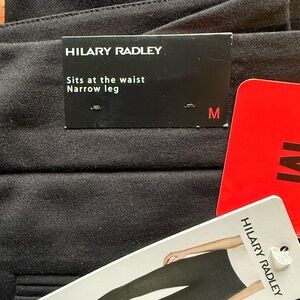 HILARY RADLEY
Sits at the waist
Narrow leg
M
M
HILARY RADLEY